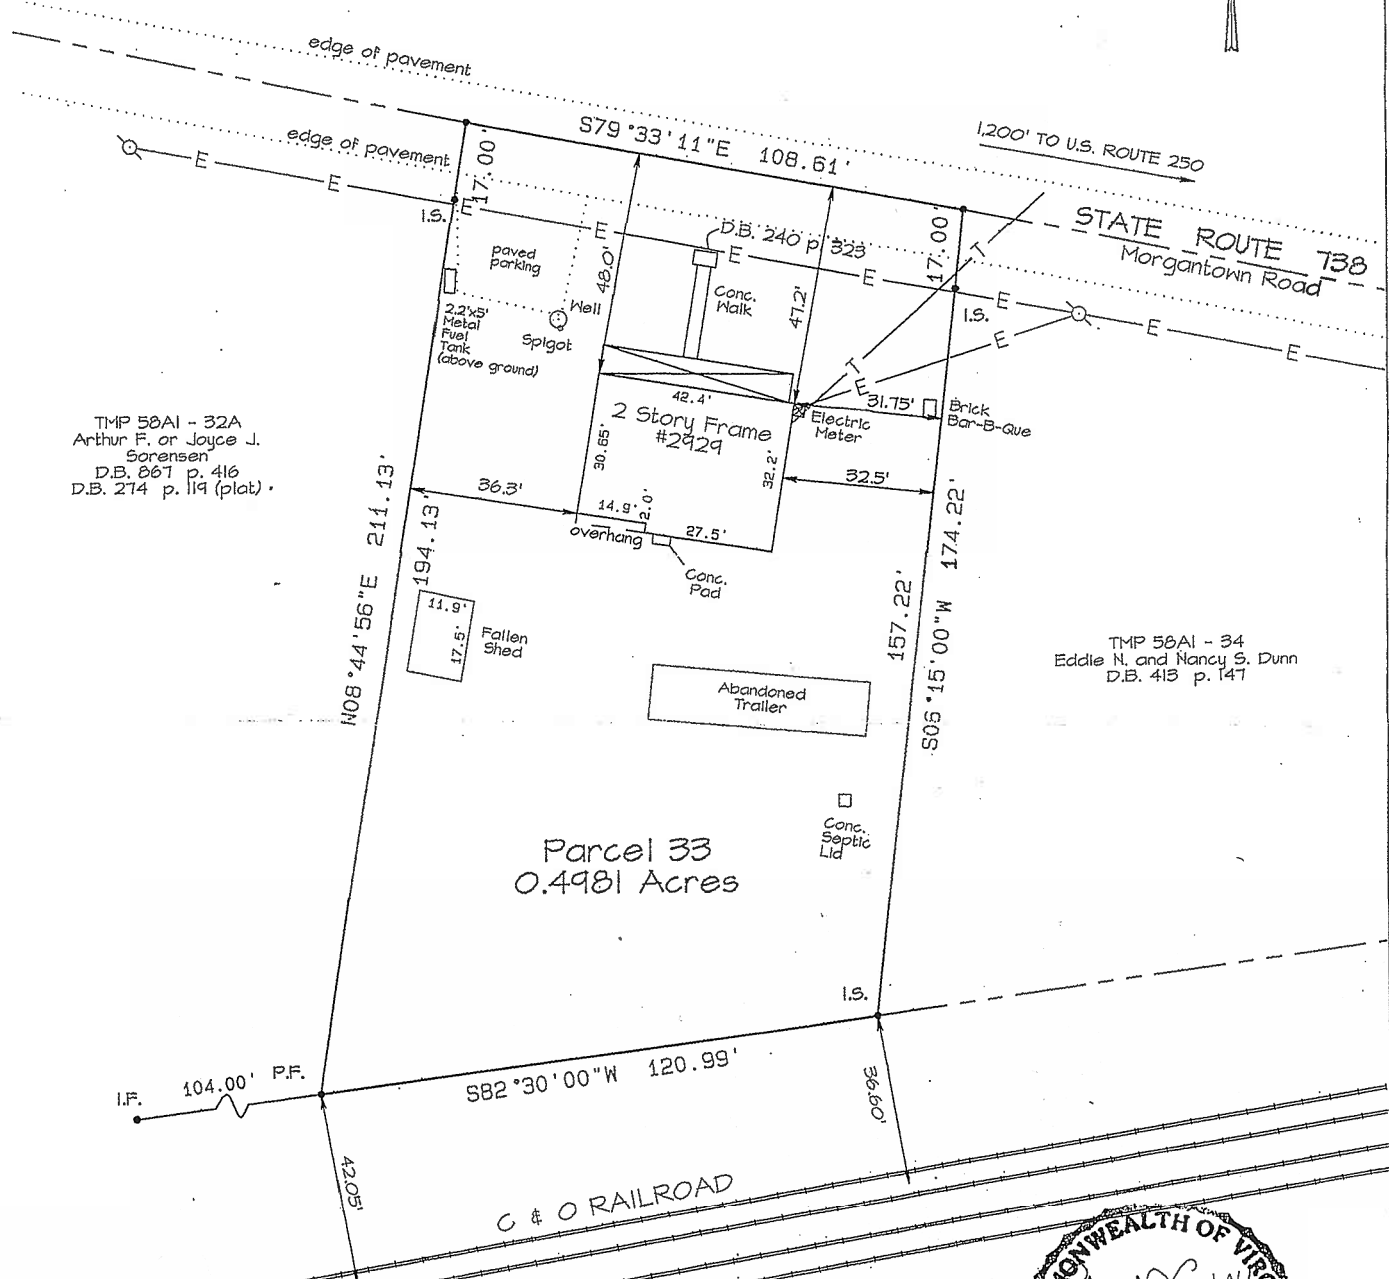 edge of pavement
edge of pavement
S79°33'11"E 108.61'
1,200' TO U.S. ROUTE 250
STATE ROUTE 738
Morgantown Road
17.00'
17.00'
I.S.
I.S.
E
E
E
E
E
E
E
E
E
E
E
T
T
D.B. 240 p. 323
paved
parking
48.0'
47.2'
Conc.
Walk
Well
Spigot
2.2'x5'
Metal
Fuel
Tank
(above ground)
42.4'
2 Story Frame
#2929
30.65'
32.2'
31.75'
Electric
Meter
Brick
Bar-B-Que
TMP 58A1 - 32A
Arthur F. or Joyce J.
Sorensen
D.B. 867 p. 416
D.B. 274 p. 119 (plat)
36.3'
32.5'
14.9'
2.0'
27.5'
overhang
Conc.
Pad
N08°44'56"E 211.13'
194.13'
S06°15'00"W 174.22'
157.22'
11.9'
17.5'
Fallen
Shed
TMP 58A1 - 34
Eddie N. and Nancy S. Dunn
D.B. 413 p. 147
Abandoned
Trailer
Conc.
Septic
Lid
Parcel 33
0.4981 Acres
I.S.
I.F.
104.00'
P.F.
S82°30'00"W 120.99'
36.60'
42.05'
C & O RAILROAD
MONWEALTH OF VIRG